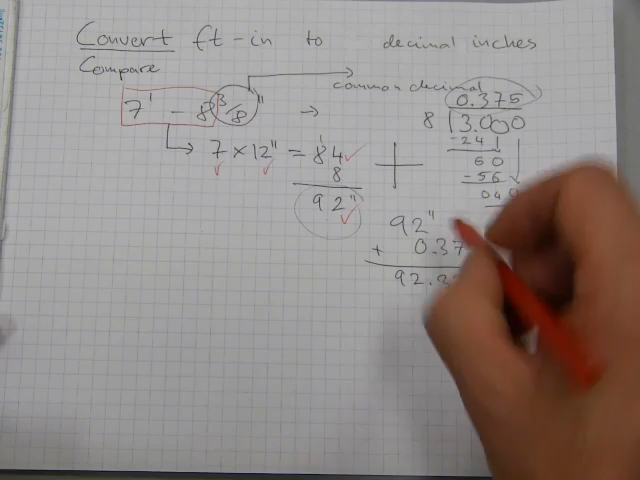 Convert ft-in to decimal inches
Compare
common decimal
7' - 8 3/8" → 0.375
8 3.000
7 × 12" = 84
-24
8
60
92"
-56
040
92"
+ 0.37
92.3